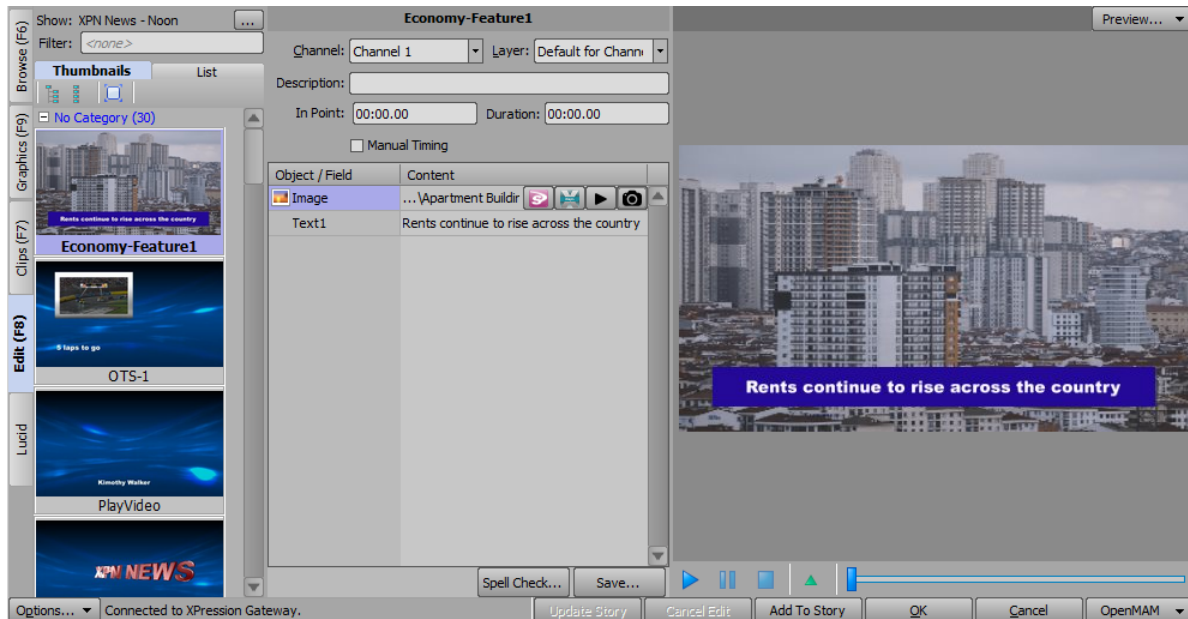 Show: XPN News - Noon
...
Filter: <none>
Thumbnails
List
No Category (30)
Rents continue to rise across the country
Economy-Feature1
5 laps to go
OTS-1
Kimothy Walker
PlayVideo
XPN NEWS
Browse (F6)
Graphics (F9)
Clips (F7)
Edit (F8)
Lucid
Economy-Feature1
Channel: Channel 1 Layer: Default for Chann
Description:
In Point: 00:00.00 Duration: 00:00.00
Manual Timing
Object / Field Content
Image ...\Apartment Buildir
Text1 Rents continue to rise across the country
Spell Check... Save...
Preview...
Rents continue to rise across the country
Options... Connected to XPression Gateway.
Update Story Cancel Edit Add To Story OK Cancel OpenMAM